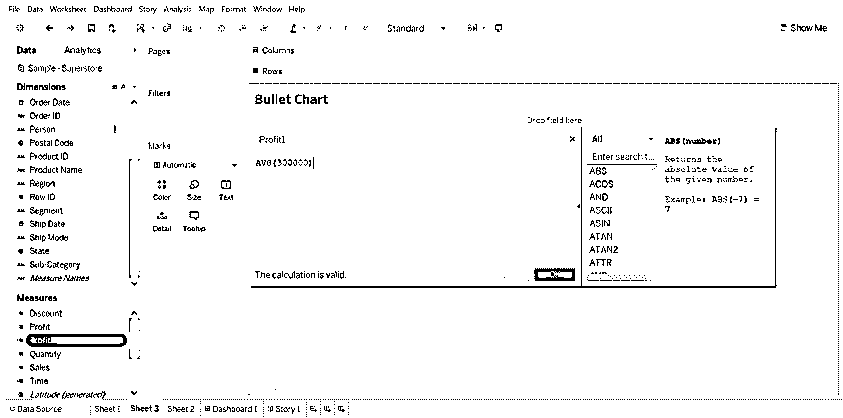 File Data Worksheet Dashboard Story Analysis Map Format Window Help
Standard
Show Me
Data Analytics
Pages
Columns
Sample - Superstore
Rows
Dimensions
Filters
Bullet Chart
Order Date
Order ID
Drop field here
Person
Postal Code
Marks
Profit1
All
ABS(number)
Product ID
Automatic
AVG(300000)
Enter search t...
Returns the
Product Name
ABS
absolute value of
Region
ACOS
the given number.
Row ID
Color Size Text
AND
Segment
ASCII
Example: ABS(-7) =
Ship Date
ASIN
7
Ship Mode
Detail Tooltip
ATAN
State
ATAN2
Sub-Category
ATTR
Measure Names
The calculation is valid.
Measures
Discount
Profit
Quantity
Sales
Time
Latitude (generated)
Data Source Sheet 1 Sheet 3 Sheet 2 Dashboard 1 Story 1